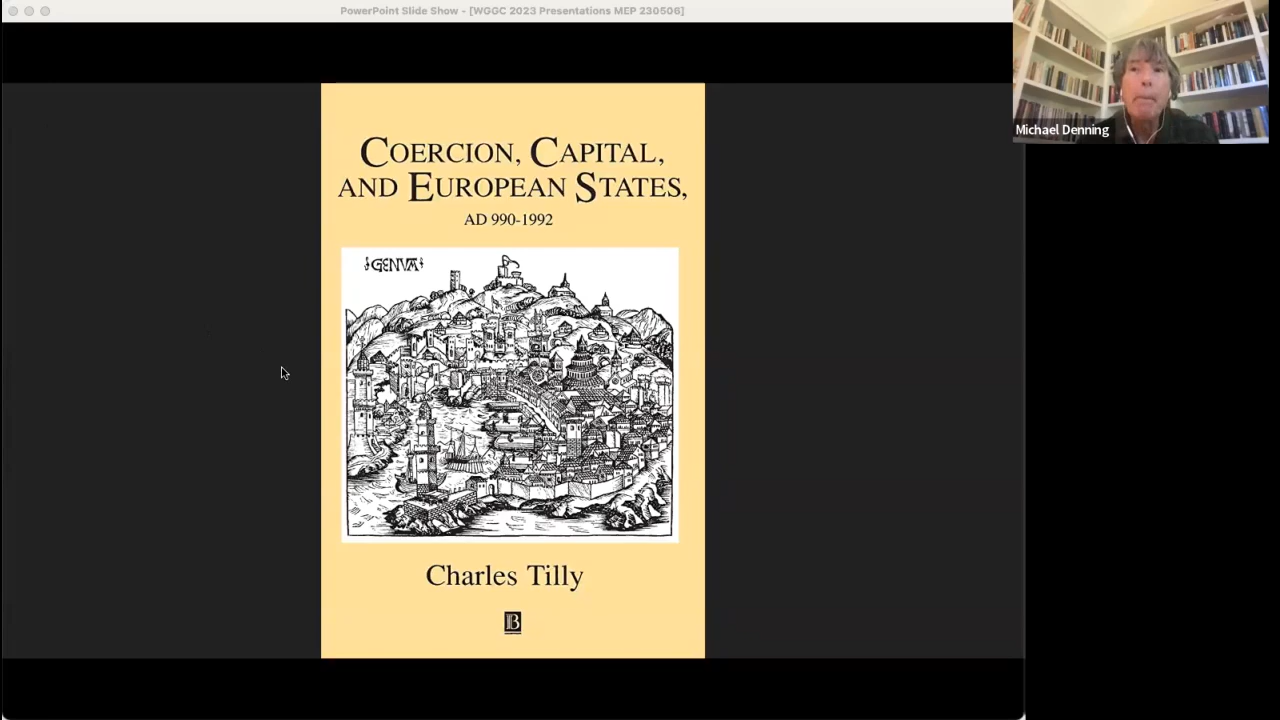 PowerPoint Slide Show - [WGGC 2023 Presentations MEP 230506]
Michael Denning
COERCION, CAPITAL,
AND EUROPEAN STATES,
AD 990-1992
GENVA
Charles Tilly
B